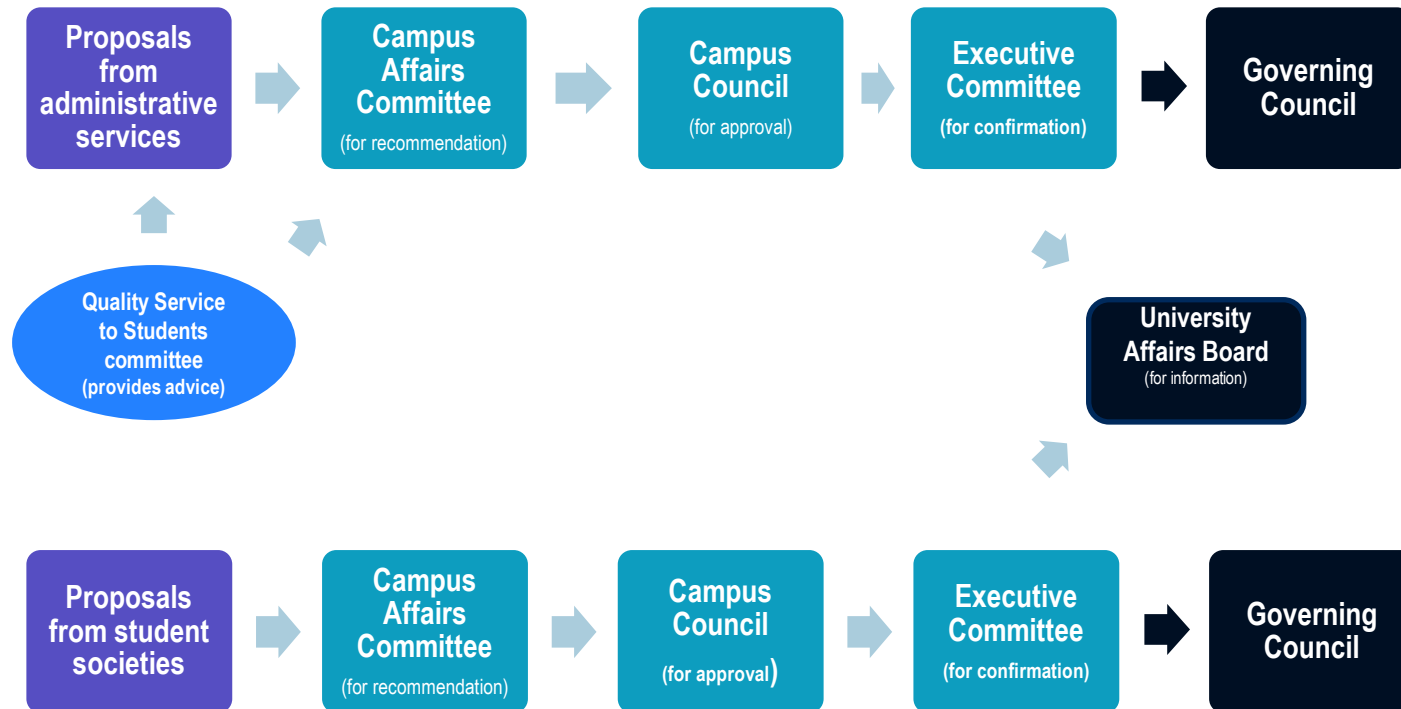 Proposals
from
administrative
services
Campus
Affairs
Committee
(for recommendation)
Campus
Council
(for approval)
Executive
Committee
(for confirmation)
Governing
Council
Quality Service
to Students
committee
(provides advice)
University
Affairs Board
(for information)
Proposals
from student
societies
Campus
Affairs
Committee
(for recommendation)
Campus
Council
(for approval)
Executive
Committee
(for confirmation)
Governing
Council